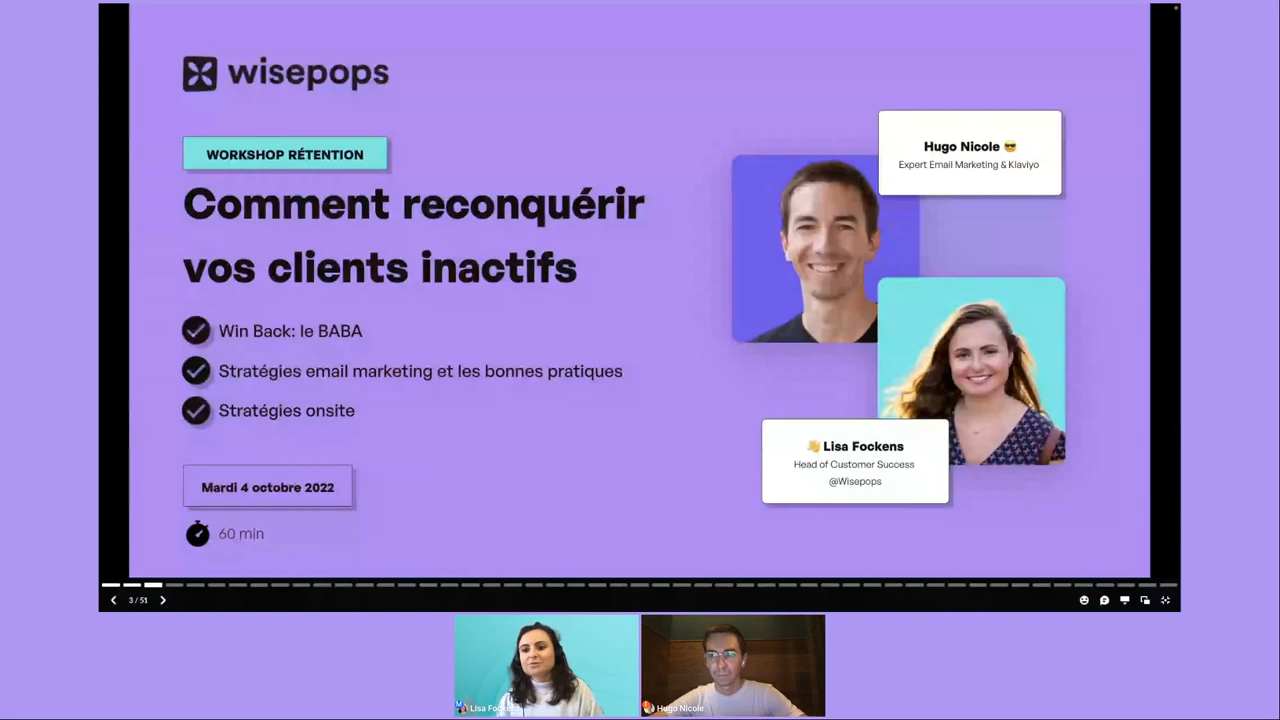 wisepops
WORKSHOP RÉTENTION
Comment reconquérir
vos clients inactifs
Win Back: le BABA
Stratégies email marketing et les bonnes pratiques
Stratégies onsite
Mardi 4 octobre 2022
60 min
Hugo Nicole 😎
Expert Email Marketing & Klaviyo
👋 Lisa Fockens
Head of Customer Success
@Wisepops
3 / 51
Lisa Fockens
Hugo Nicole